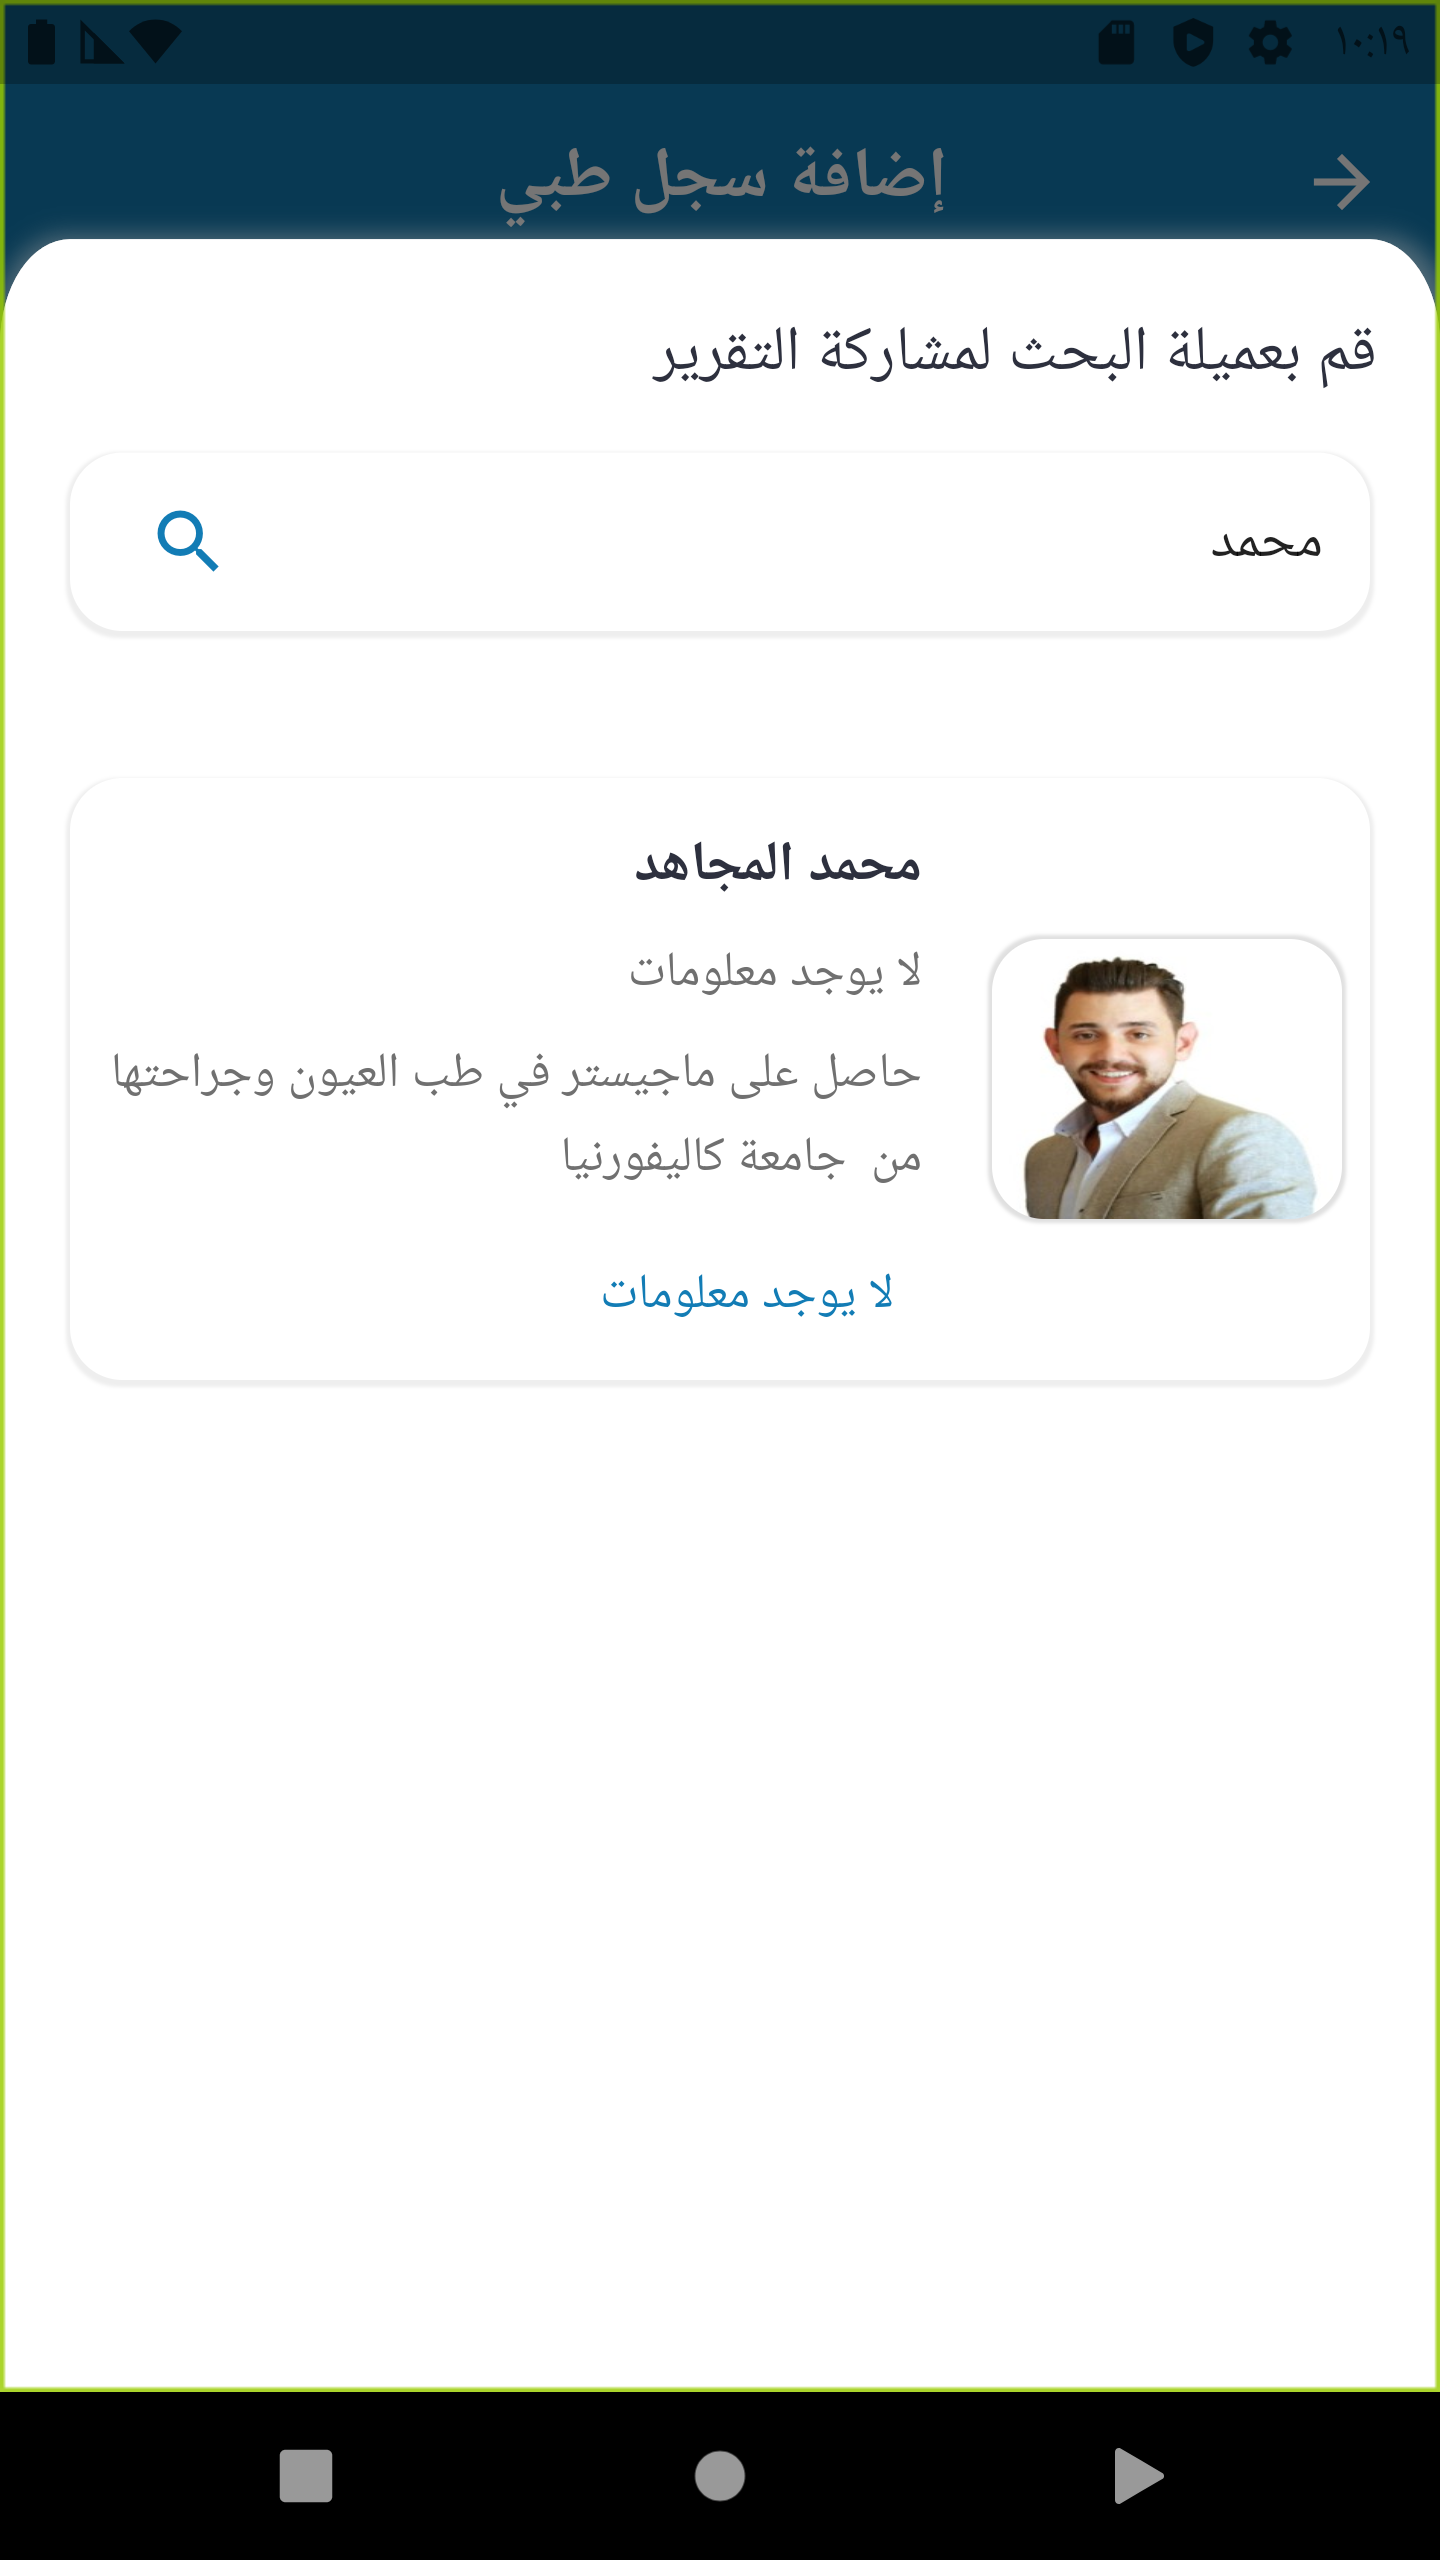 ١٠:١٩
إضافة سجل طبي
قم بعميلة البحث لمشاركة التقرير
محمد
محمد المجاهد
لا يوجد معلومات
حاصل على ماجيستر في طب العيون وجراحتها
من جامعة كاليفورنيا
لا يوجد معلومات